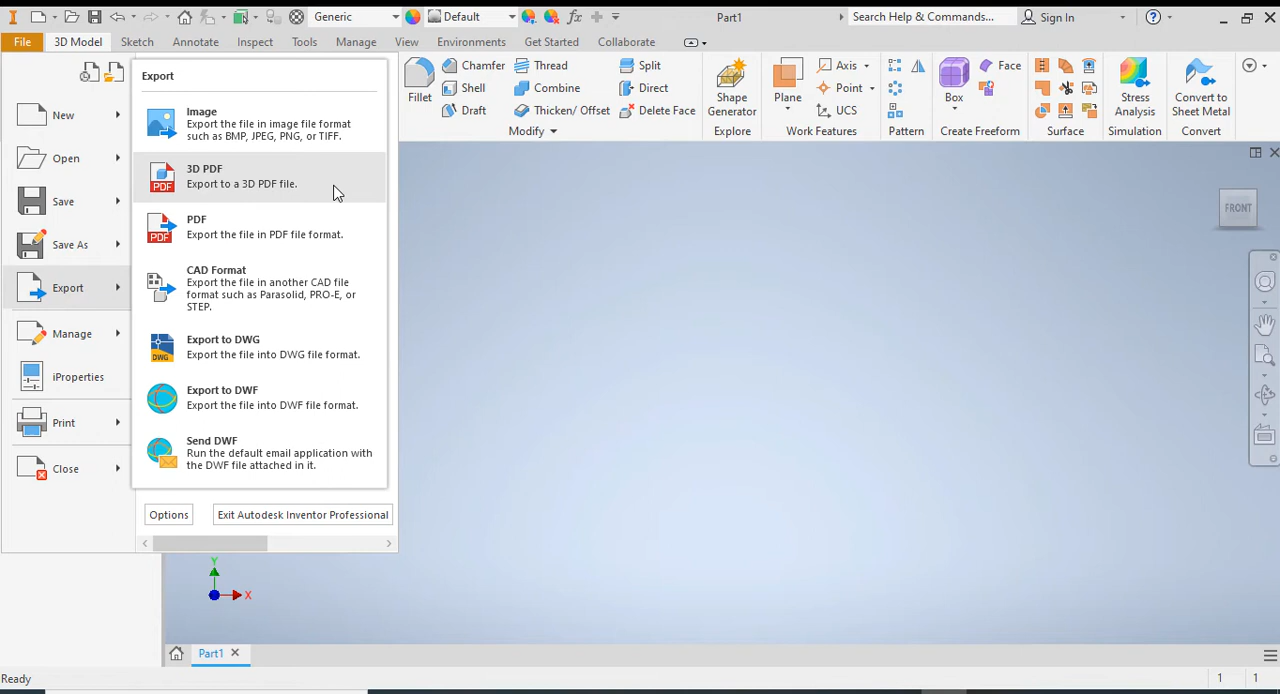 Generic
Default
fx
Part1
Search Help & Commands...
Sign In
File
3D Model
Sketch
Annotate
Inspect
Tools
Manage
View
Environments
Get Started
Collaborate
New
Open
Save
Save As
Export
Manage
iProperties
Print
Close
Export
Image
Export the file in image file format
such as BMP, JPEG, PNG, or TIFF.
3D PDF
Export to a 3D PDF file.
PDF
PDF
Export the file in PDF file format.
PDF
CAD Format
Export the file in another CAD file
format such as Parasolid, PRO-E, or
STEP.
Export to DWG
Export the file into DWG file format.
DWG
Export to DWF
Export the file into DWF file format.
Send DWF
Run the default email application with
the DWF file attached in it.
Options
Exit Autodesk Inventor Professional
Fillet
Chamfer
Shell
Draft
Thread
Combine
Thicken/ Offset
Split
Direct
Delete Face
Modify
Shape
Generator
Explore
Plane
Axis
Point
UCS
Work Features
Pattern
Box
Face
Create Freeform
Surface
Stress
Analysis
Simulation
Convert to
Sheet Metal
Convert
FRONT
Y
X
Part1
Ready
1
1